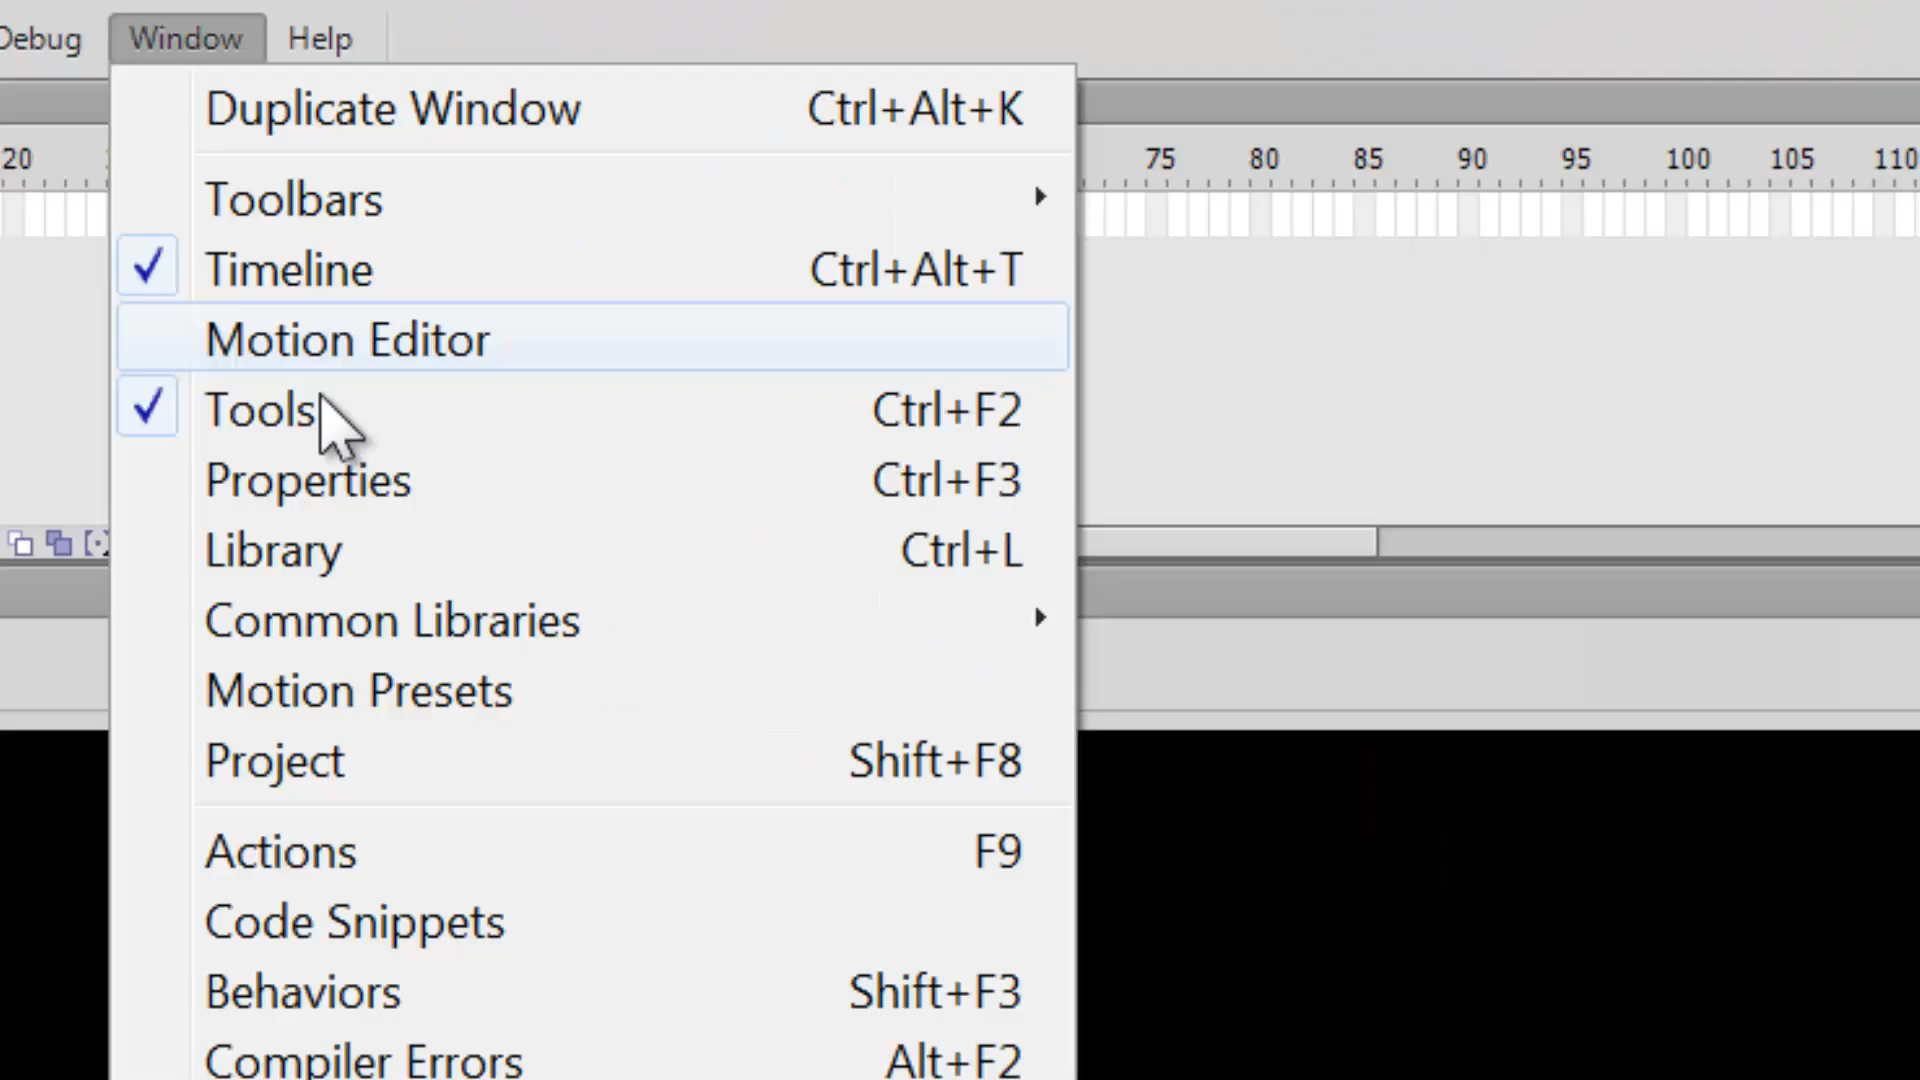 Debug Window Help
Duplicate Window Ctrl+Alt+K
20 75 80 85 90 95 100 105 110
Toolbars
Timeline Ctrl+Alt+T
Motion Editor
Tools Ctrl+F2
Properties Ctrl+F3
Library Ctrl+L
Common Libraries
Motion Presets
Project Shift+F8
Actions F9
Code Snippets
Behaviors Shift+F3
Compiler Errors Alt+F2